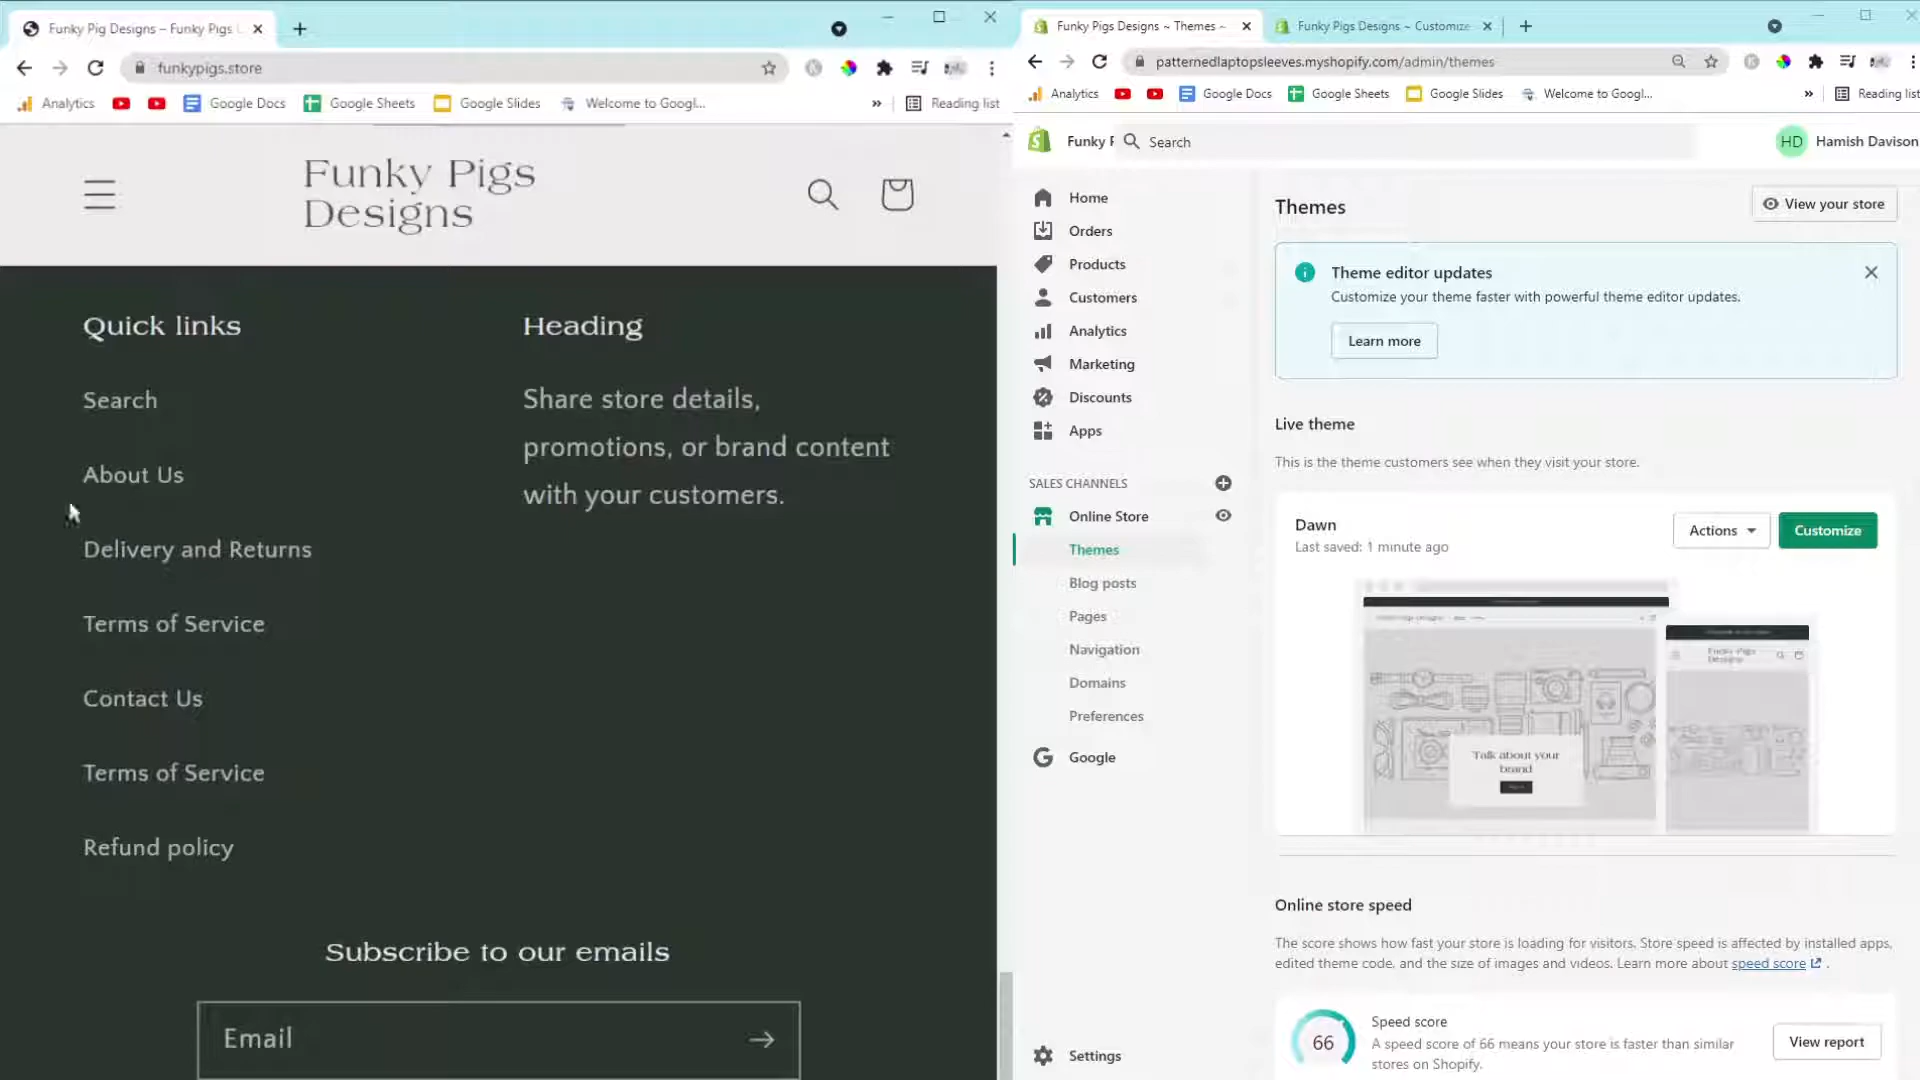 Funky Pig Designs – Funky Pigs
funkypigs.store
Analytics
Google Docs
Google Sheets
Google Slides
Welcome to Googl...
»
Reading list
Funky Pigs
Designs
Quick links
Search
About Us
Delivery and Returns
Terms of Service
Contact Us
Terms of Service
Refund policy
Heading
Share store details,
promotions, or brand content
with your customers.
Subscribe to our emails
Email
Funky Pigs Designs ~ Themes ~
Funky Pigs Designs ~ Customize
patternedlaptopsleeves.myshopify.com/admin/themes
Analytics
Google Docs
Google Sheets
Google Slides
Welcome to Googl...
»
Reading list
Funky P
Search
HD
Hamish Davison
Home
Orders
Products
Customers
Analytics
Marketing
Discounts
Apps
SALES CHANNELS
Online Store
Themes
Blog posts
Pages
Navigation
Domains
Preferences
Google
Settings
Themes
View your store
Theme editor updates
Customize your theme faster with powerful theme editor updates.
Learn more
Live theme
This is the theme customers see when they visit your store.
Dawn
Last saved: 1 minute ago
Actions
Customize
Talk about your
brand
Funky Pigs
Designs
Online store speed
The score shows how fast your store is loading for visitors. Store speed is affected by installed apps,
edited theme code, and the size of images and videos. Learn more about speed score .
66
Speed score
A speed score of 66 means your store is faster than similar
stores on Shopify.
View report